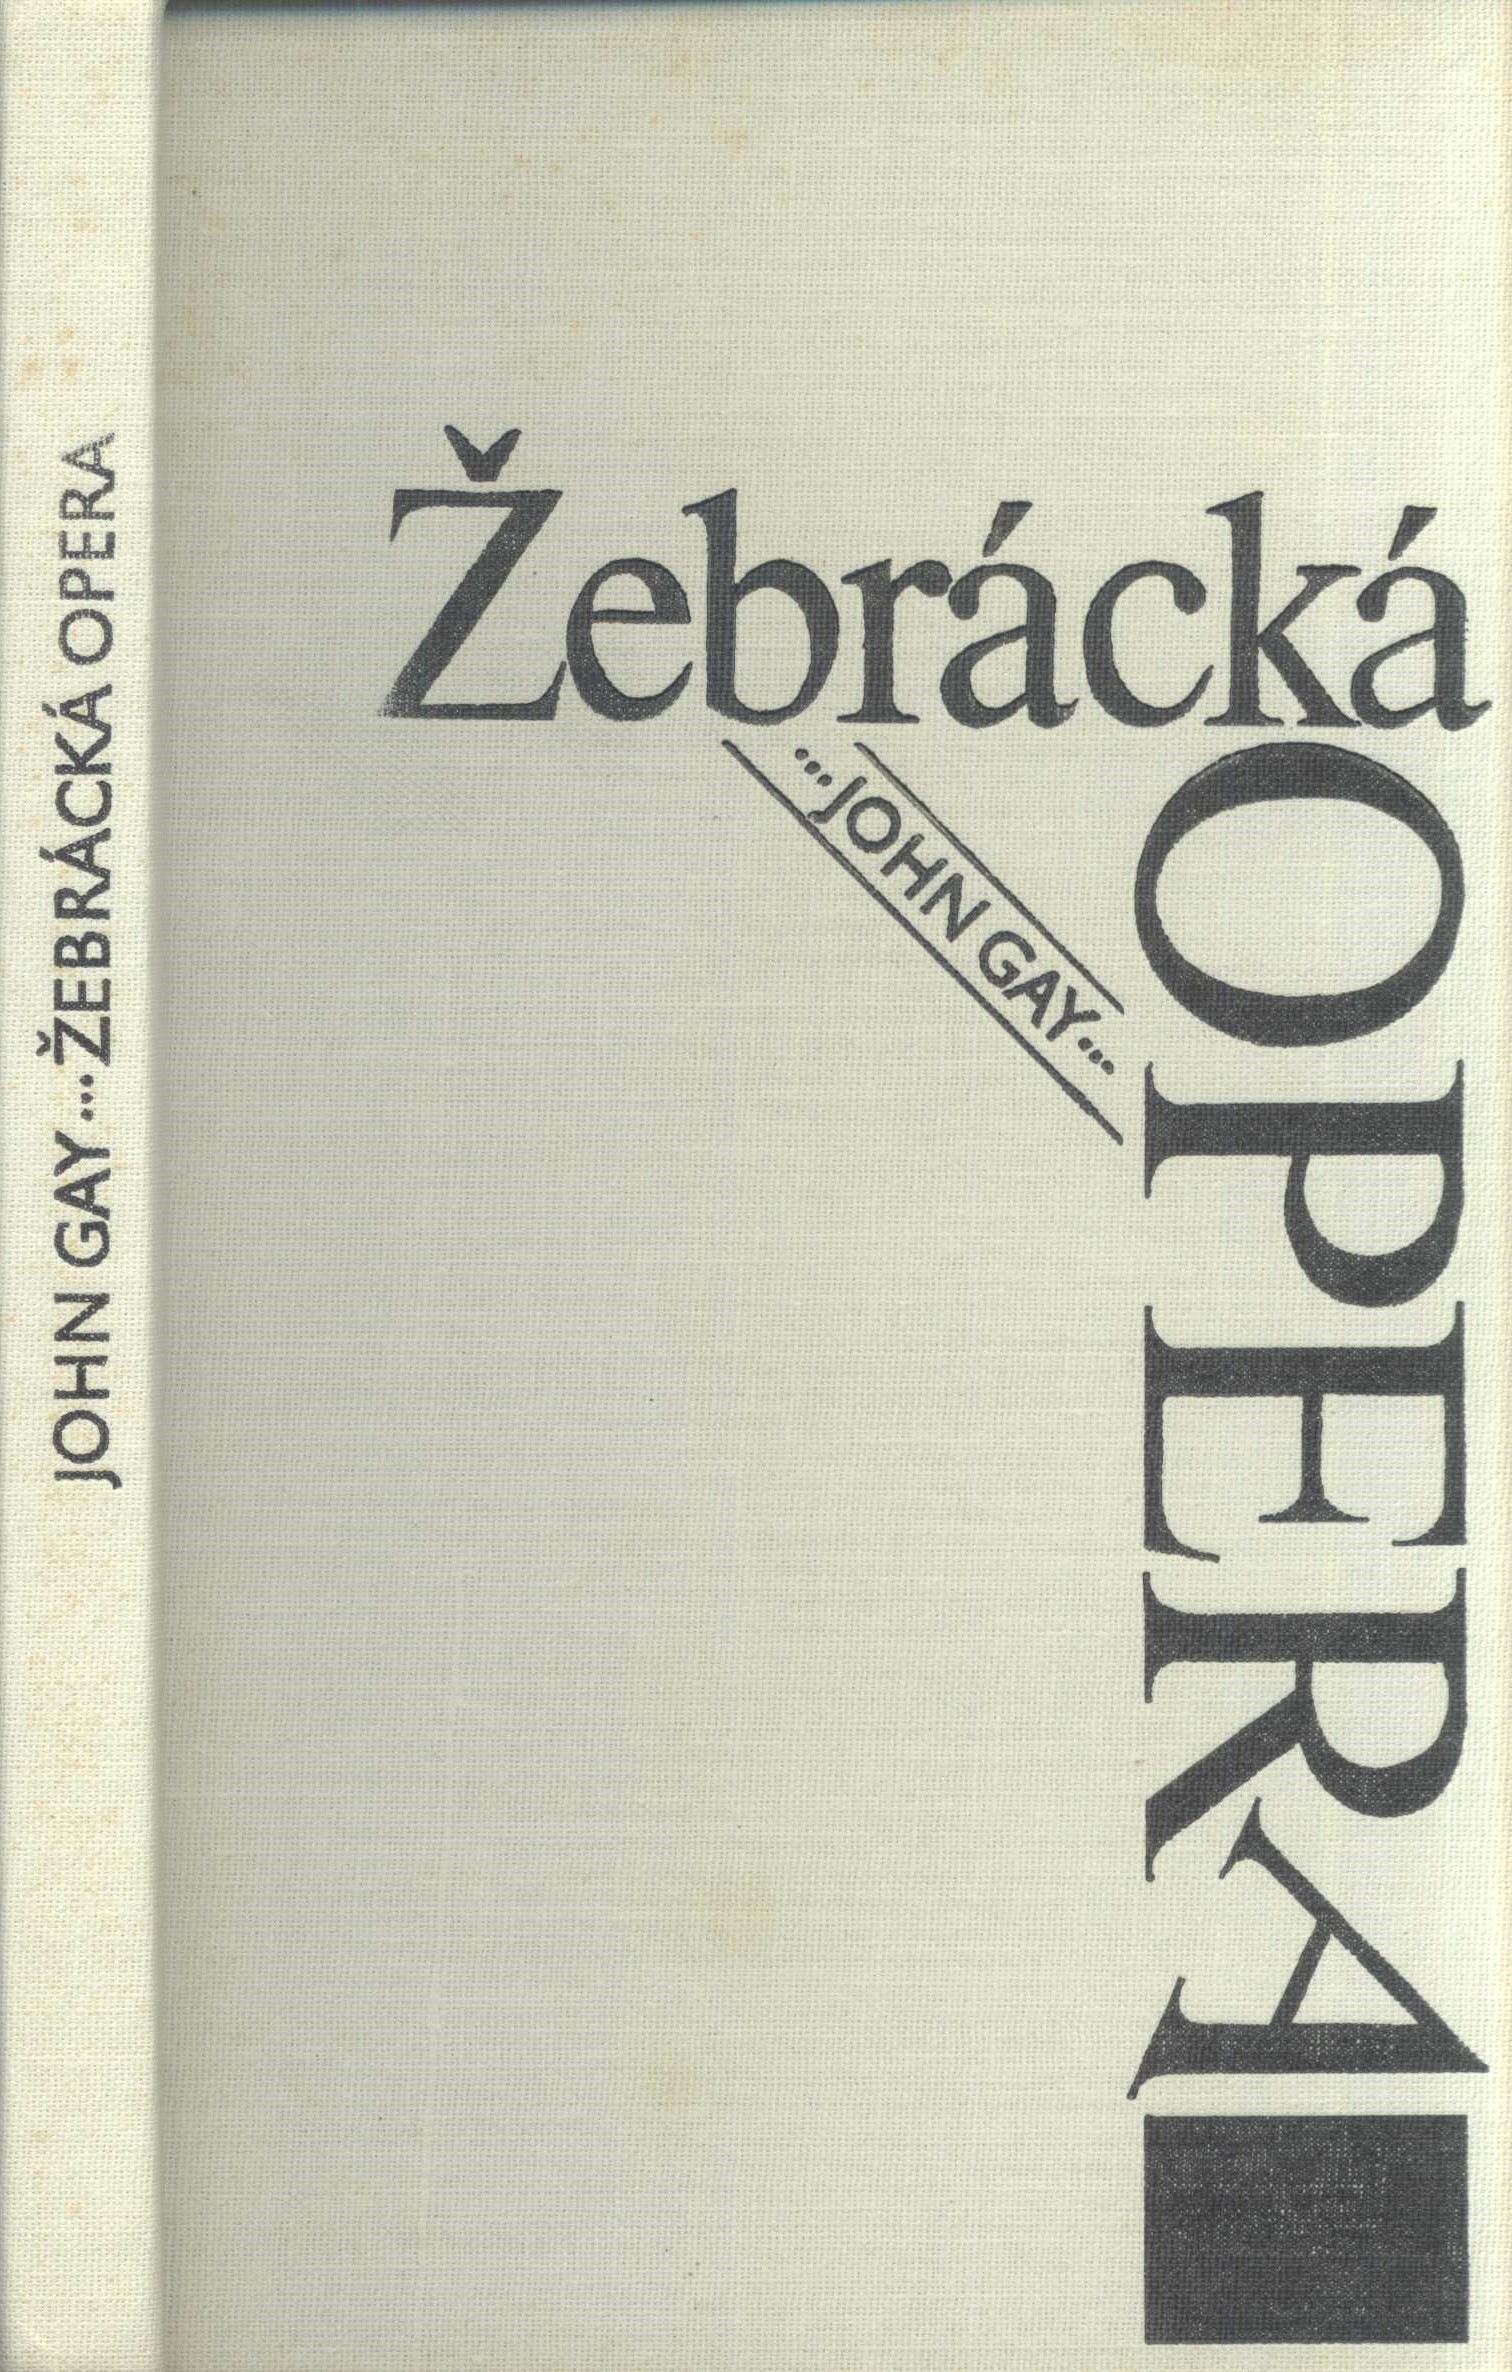 JOHN GAY...ŽEBRÁCKÁ OPERA
Žebrácká
...JOHN GAY...
OPERA